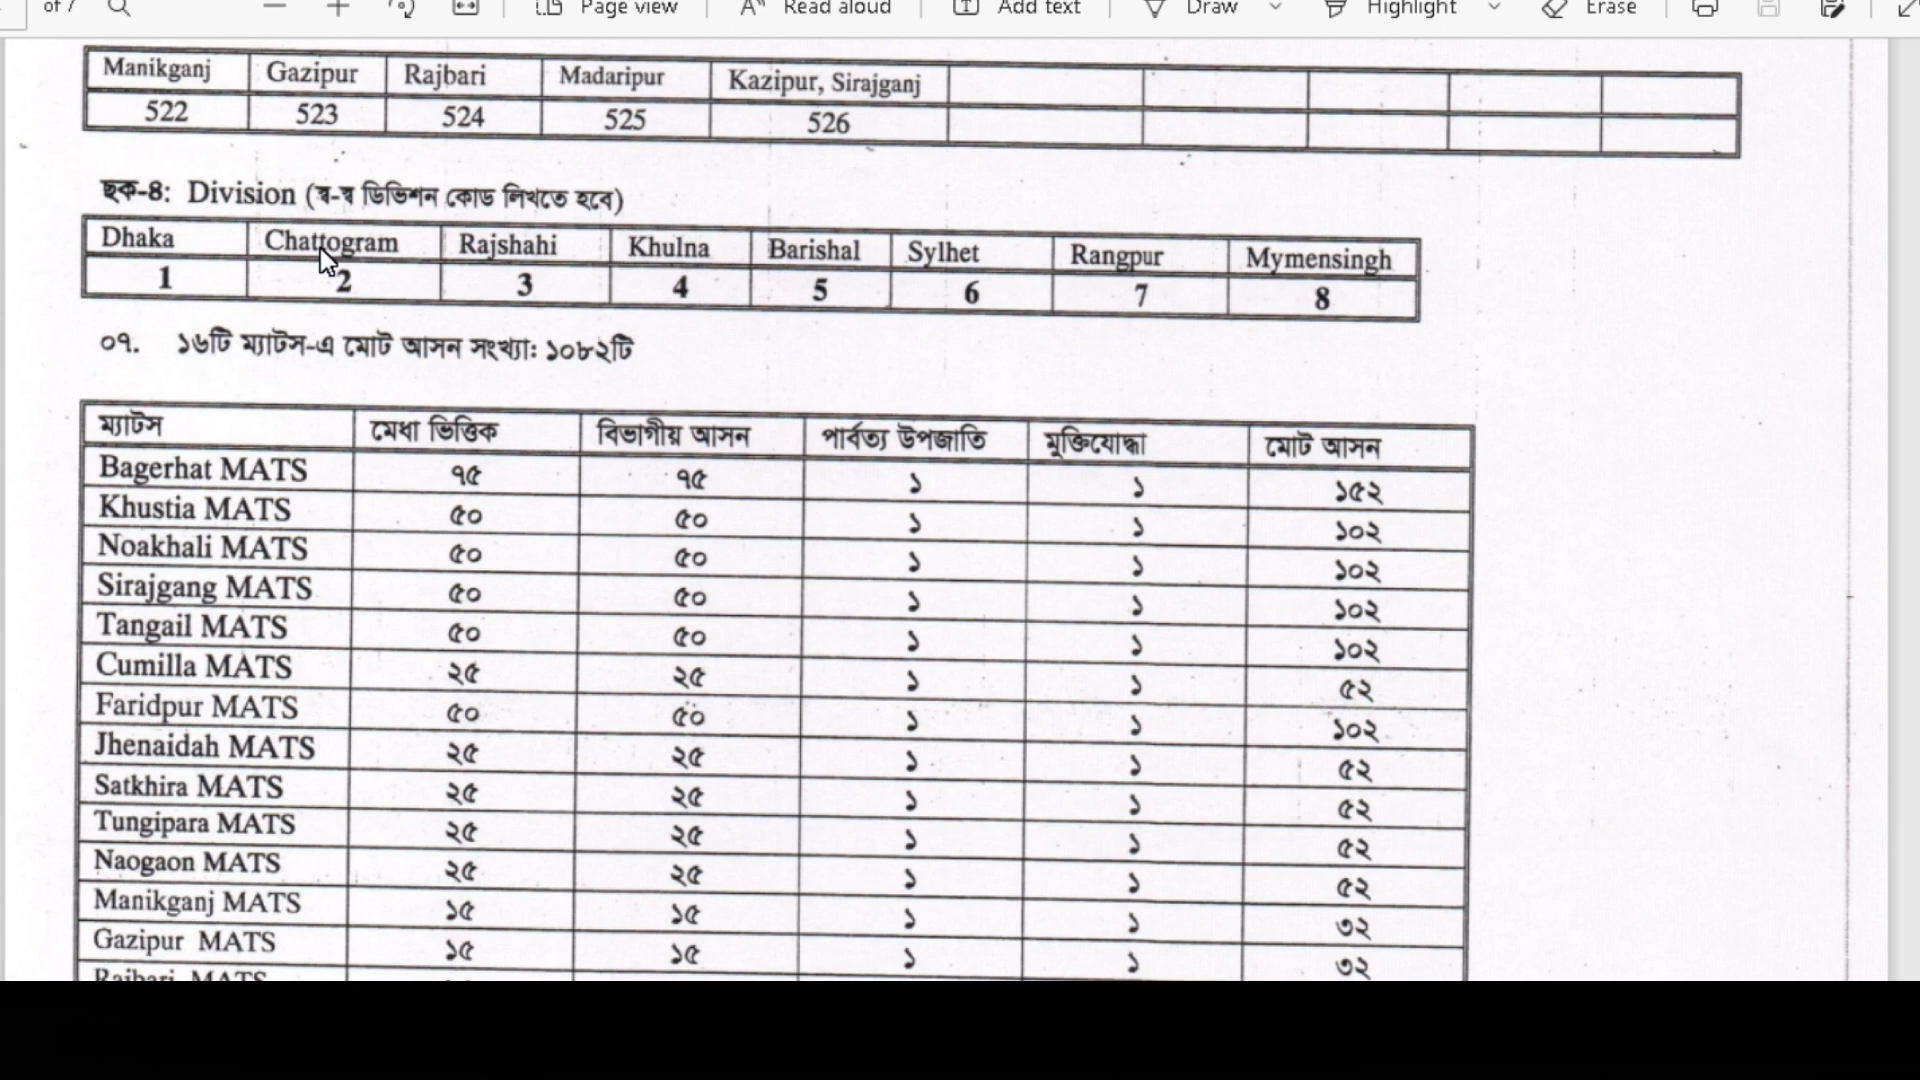 of 7 Page view Read aloud Add text Draw Highlight Erase
Manikganj Gazipur Rajbari Madaripur Kazipur, Sirajganj
522 523 524 525 526
ছক-৪: Division (স্ব-স্ব ডিভিশন কোড লিখতে হবে)
Dhaka Chattogram Rajshahi Khulna Barishal Sylhet Rangpur Mymensingh
1 2 3 4 5 6 7 8
০৭. ১৬টি ম্যাটস-এ মোট আসন সংখ্যাঃ ১০৮২টি
ম্যাটস মেধা ভিত্তিক বিভাগীয় আসন পার্বত্য উপজাতি মুক্তিযোদ্ধা মোট আসন
Bagerhat MATS ৭৫ ৭৫ ১ ১ ১৫২
Khustia MATS ৫০ ৫০ ১ ১ ১০২
Noakhali MATS ৫০ ৫০ ১ ১ ১০২
Sirajgang MATS ৫০ ৫০ ১ ১ ১০২
Tangail MATS ৫০ ৫০ ১ ১ ১০২
Cumilla MATS ২৫ ২৫ ১ ১ ৫২
Faridpur MATS ৫০ ৫০ ১ ১ ১০২
Jhenaidah MATS ২৫ ২৫ ১ ১ ৫২
Satkhira MATS ২৫ ২৫ ১ ১ ৫২
Tungipara MATS ২৫ ২৫ ১ ১ ৫২
Naogaon MATS ২৫ ২৫ ১ ১ ৫২
Manikganj MATS ১৫ ১৫ ১ ১ ৩২
Gazipur MATS ১৫ ১৫ ১ ১ ৩২
Rajbari MATS